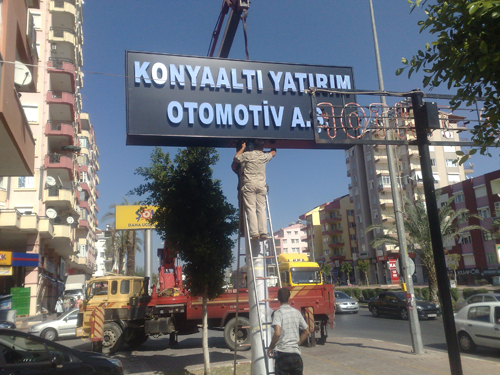 KONYAALTI YATIRIM
OTOMOTİV A.Ş